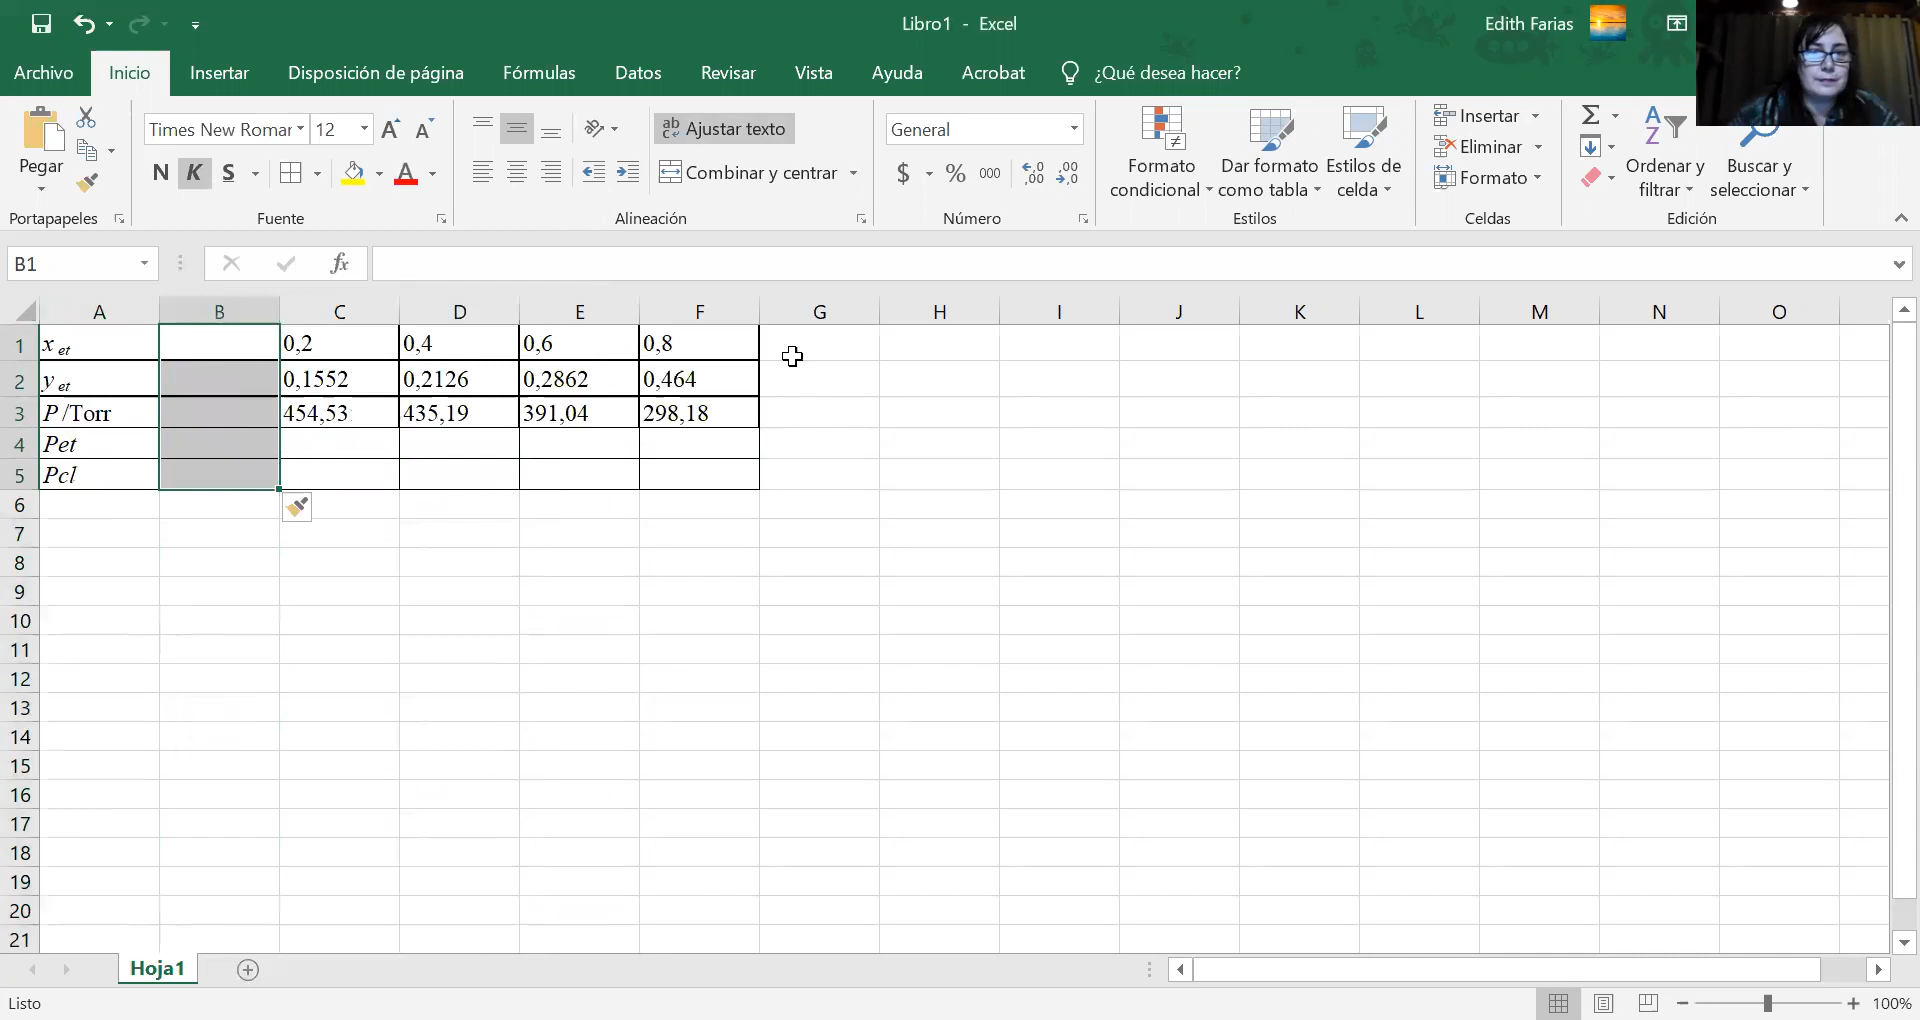 Libro1 - Excel
Edith Farias
Archivo Inicio Insertar Disposición de página Fórmulas Datos Revisar Vista Ayuda Acrobat ¿Qué desea hacer?
Pegar
Portapapeles
Times New Romar 12
N K S
Fuente
Ajustar texto
Combinar y centrar
Alineación
General
$ % 000
Número
Formato condicional
Dar formato como tabla
Estilos de celda
Estilos
Insertar
Eliminar
Formato
Celdas
Ordenar y filtrar
Buscar y seleccionar
Edición
B1 fx
A B C D E F G H I J K L M N O
1 x et 0,2 0,4 0,6 0,8
2 y et 0,1552 0,2126 0,2862 0,464
3 P /Torr 454,53 435,19 391,04 298,18
4 Pet
5 Pcl
6
7
8
9
10
11
12
13
14
15
16
17
18
19
20
21
Hoja1
Listo 100%